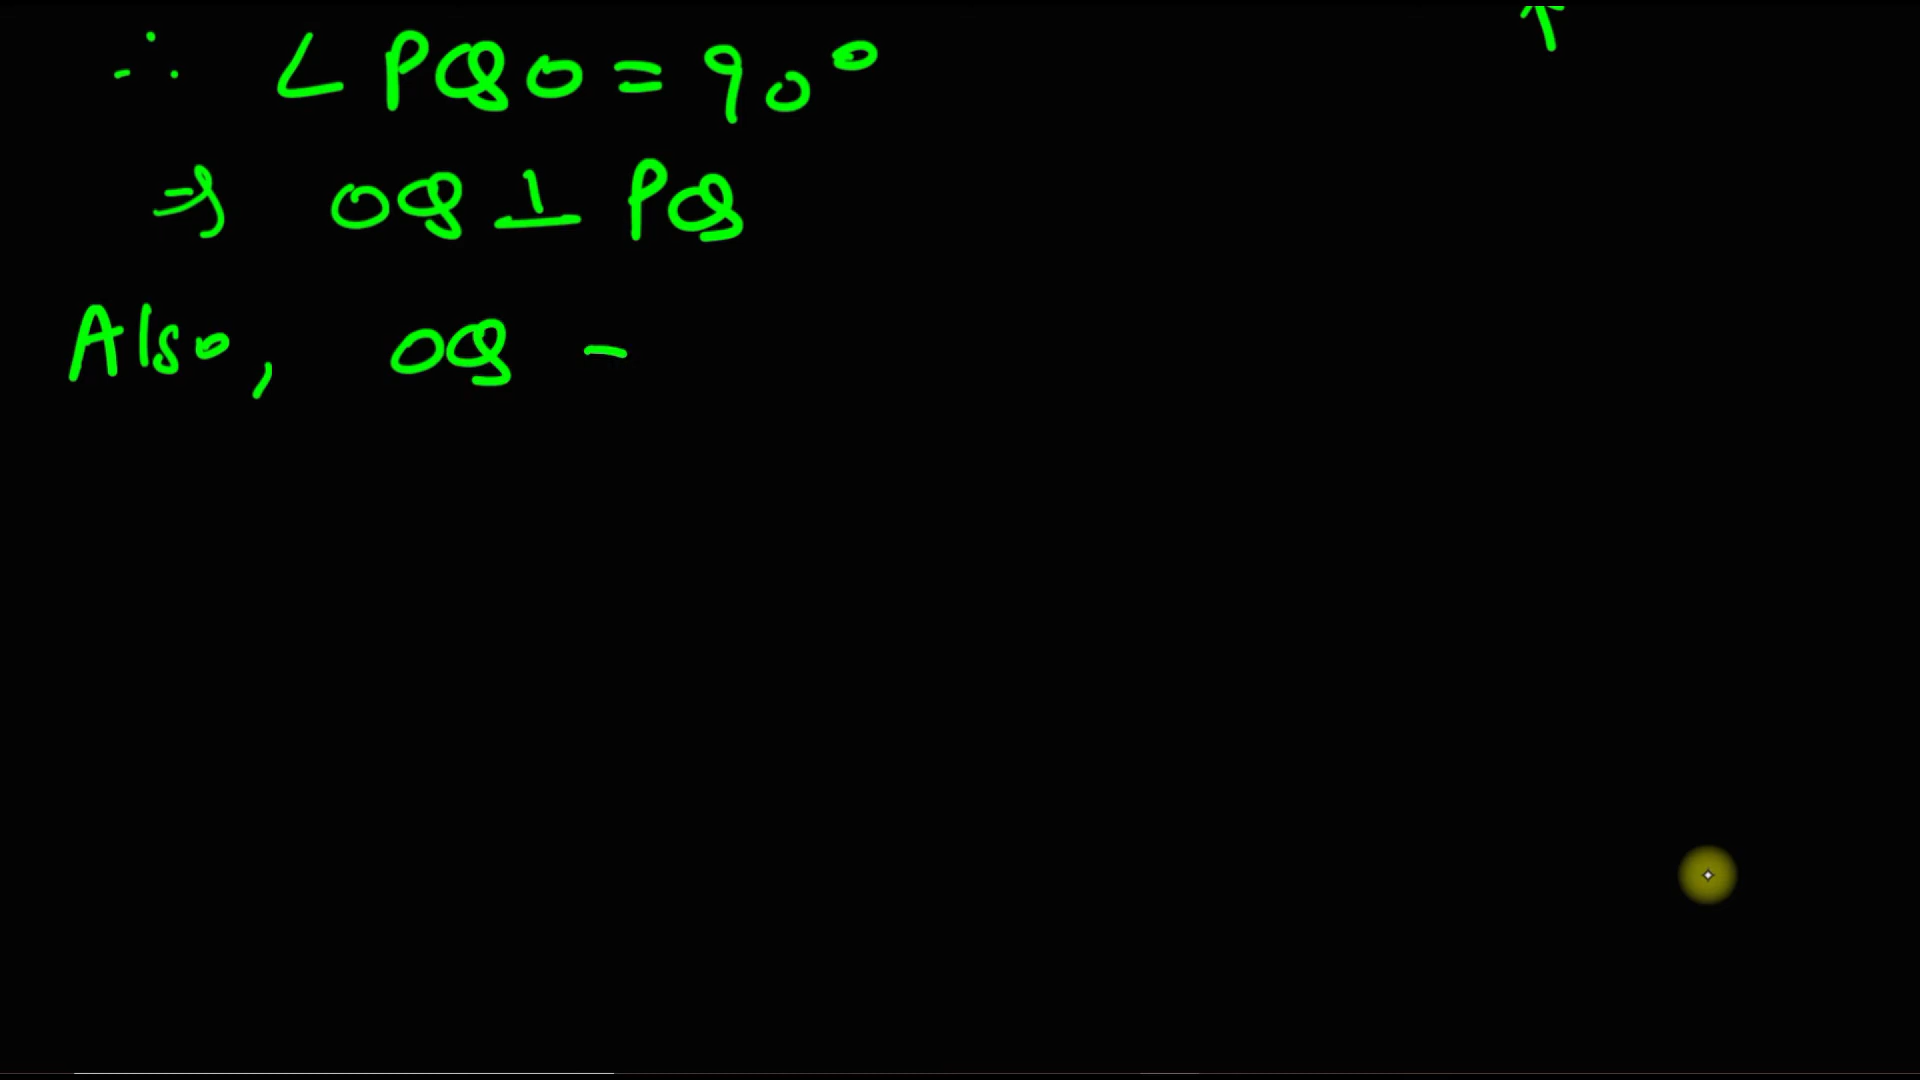 ∴ ∠PQO = 90°
⇒ OQ ⊥ PQ
Also, OQ -